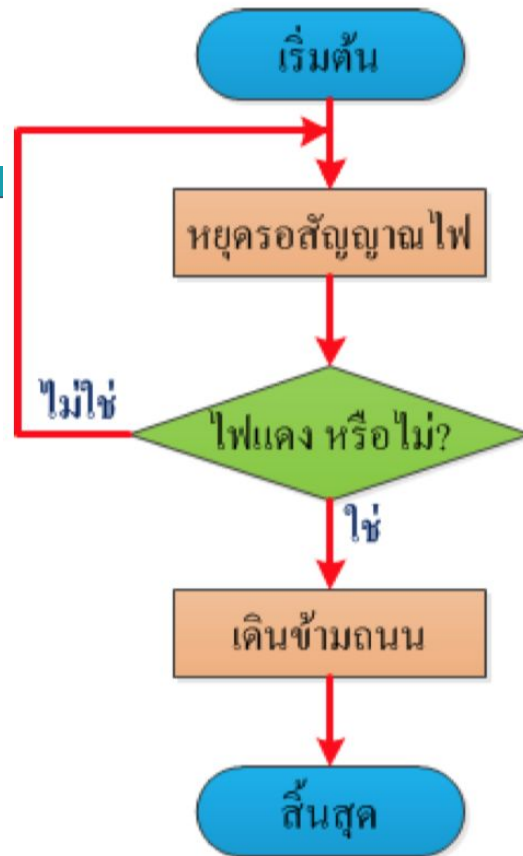 เริ่มต้น
หยุดรอสัญญาณไฟ
ไฟแดง หรือไม่?
ไม่ใช่
ใช่
เดินข้ามถนน
สิ้นสุด